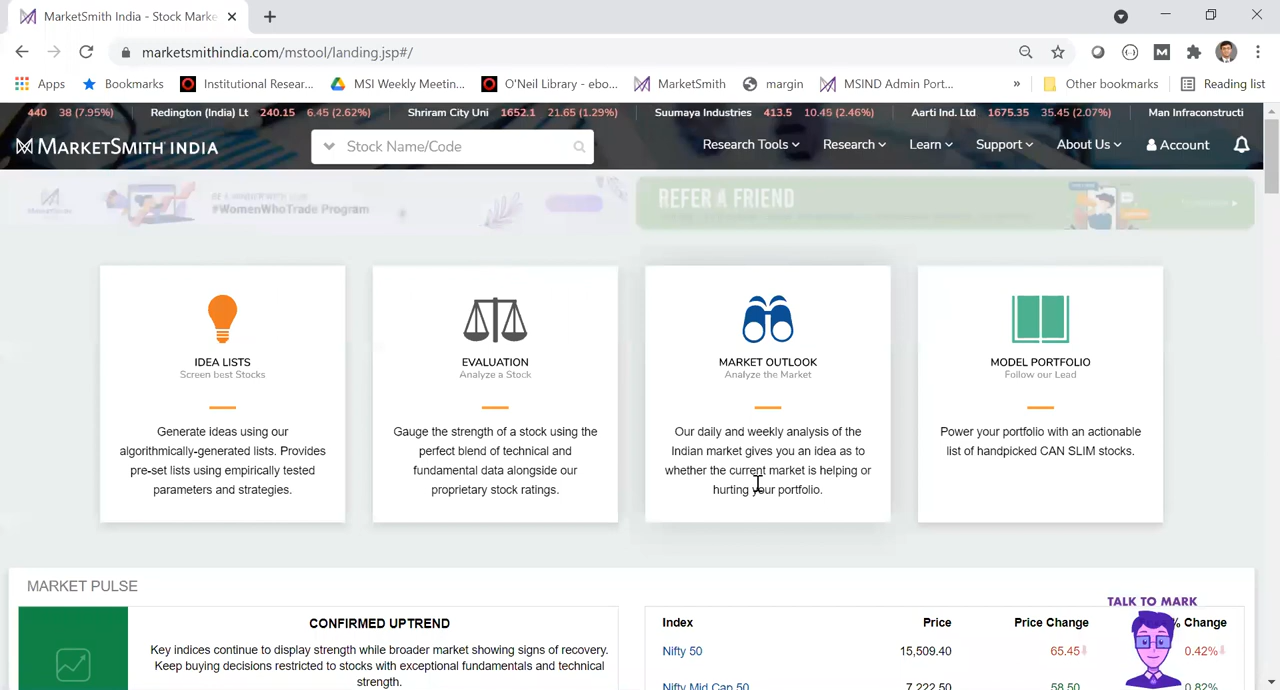 MarketSmith India - Stock Marke
marketsmithindia.com/mstool/landing.jsp#/
Apps Bookmarks Institutional Resear... MSI Weekly Meetin... O'Neil Library - ebo... MarketSmith margin MSIND Admin Port... » Other bookmarks Reading list
440 38 (7.95%) Redington (India) Lt 240.15 6.45 (2.62%) Shriram City Uni 1652.1 21.65 (1.29%) Suumaya Industries 413.5 10.45 (2.46%) Aarti Ind. Ltd 1675.35 35.45 (2.07%) Man Infraconstructi
MARKETSMITH INDIA Stock Name/Code Research Tools Research Learn Support About Us Account
#WomenWhoTrade Program
REFER A FRIEND
IDEA LISTS
Screen best Stocks
Generate ideas using our
algorithmically-generated lists. Provides
pre-set lists using empirically tested
parameters and strategies.
EVALUATION
Analyze a Stock
Gauge the strength of a stock using the
perfect blend of technical and
fundamental data alongside our
proprietary stock ratings.
MARKET OUTLOOK
Analyze the Market
Our daily and weekly analysis of the
Indian market gives you an idea as to
whether the current market is helping or
hurting your portfolio.
MODEL PORTFOLIO
Follow our Lead
Power your portfolio with an actionable
list of handpicked CAN SLIM stocks.
MARKET PULSE
CONFIRMED UPTREND
Key indices continue to display strength while broader market showing signs of recovery.
Keep buying decisions restricted to stocks with exceptional fundamentals and technical
strength.
TALK TO MARK
Index Price Price Change % Change
Nifty 50 15,509.40 65.45 0.42%
Nifty Mid Cap 50 7,222.50 58.50 0.82%